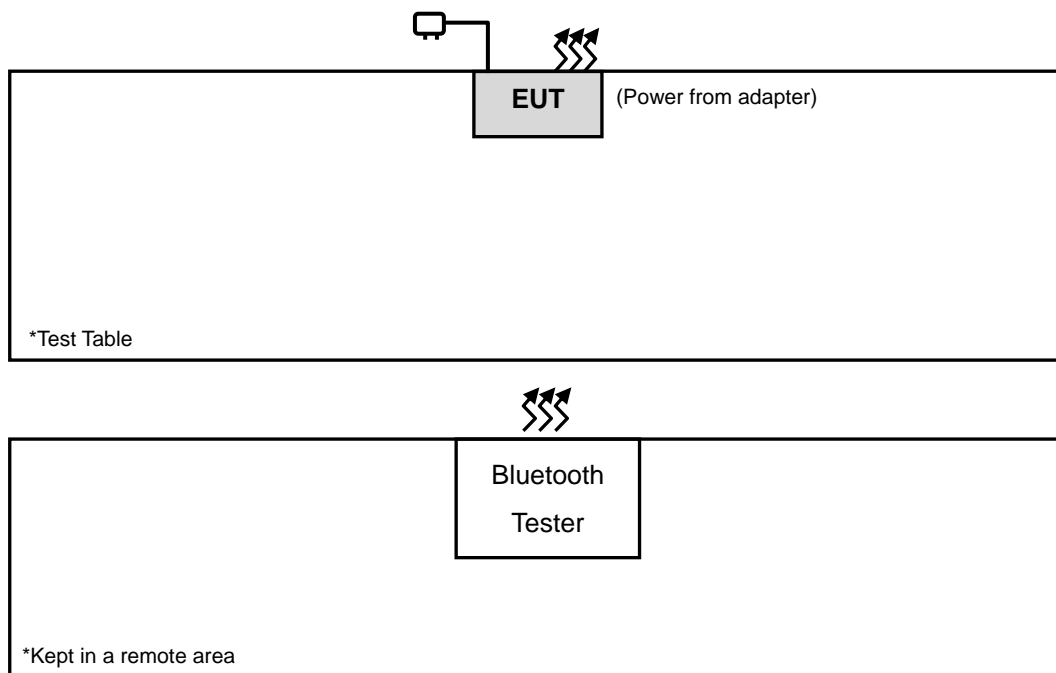 EUT
(Power from adapter)
*Test Table
Bluetooth
Tester
*Kept in a remote area